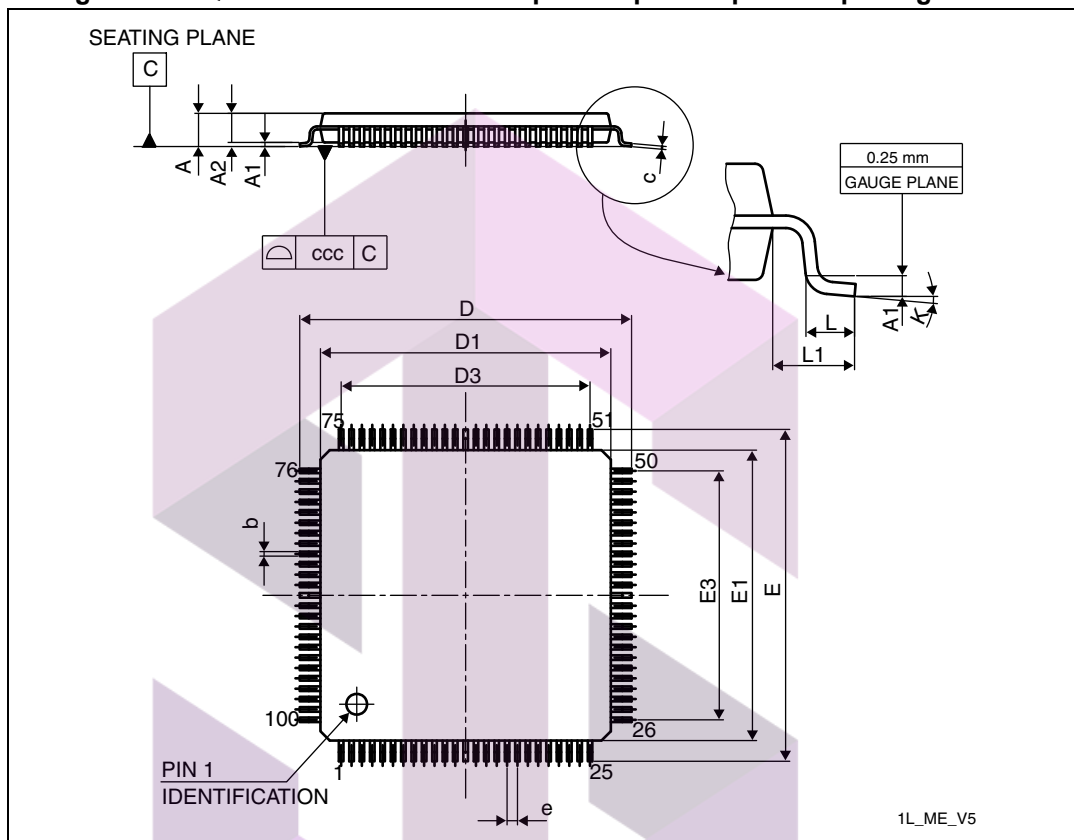 SEATING PLANE
C
A
A2
A1
c
0.25 mm
GAUGE PLANE
ccc C
A1
K
L
L1
D
D1
D3
75
51
76
50
b
E3
E1
E
100
26
PIN 1
IDENTIFICATION
1
25
e
1L_ME_V5